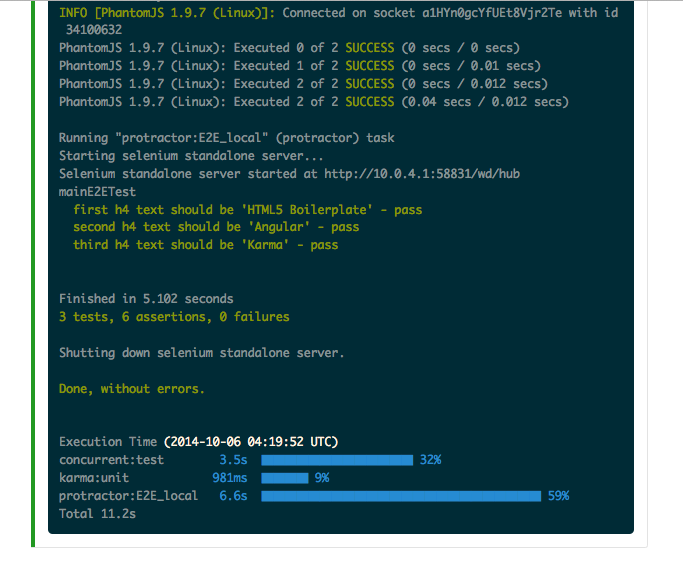 INFO [PhantomJS 1.9.7 (Linux)]: Connected on socket a1HYn0gcYfUEt8Vjr2Te with id
34100632
PhantomJS 1.9.7 (Linux): Executed 0 of 2 SUCCESS (0 secs / 0 secs)
PhantomJS 1.9.7 (Linux): Executed 1 of 2 SUCCESS (0 secs / 0.01 secs)
PhantomJS 1.9.7 (Linux): Executed 2 of 2 SUCCESS (0 secs / 0.012 secs)
PhantomJS 1.9.7 (Linux): Executed 2 of 2 SUCCESS (0.04 secs / 0.012 secs)
Running "protractor:E2E_local" (protractor) task
Starting selenium standalone server...
Selenium standalone server started at http://10.0.4.1:58831/wd/hub
mainE2ETest
first h4 text should be 'HTML5 Boilerplate' - pass
second h4 text should be 'Angular' - pass
third h4 text should be 'Karma' - pass
Finished in 5.102 seconds
3 tests, 6 assertions, 0 failures
Shutting down selenium standalone server.
Done, without errors.
Execution Time (2014-10-06 04:19:52 UTC)
concurrent:test 3.5s 32%
karma:unit 981ms 9%
protractor:E2E_local 6.6s 59%
Total 11.2s